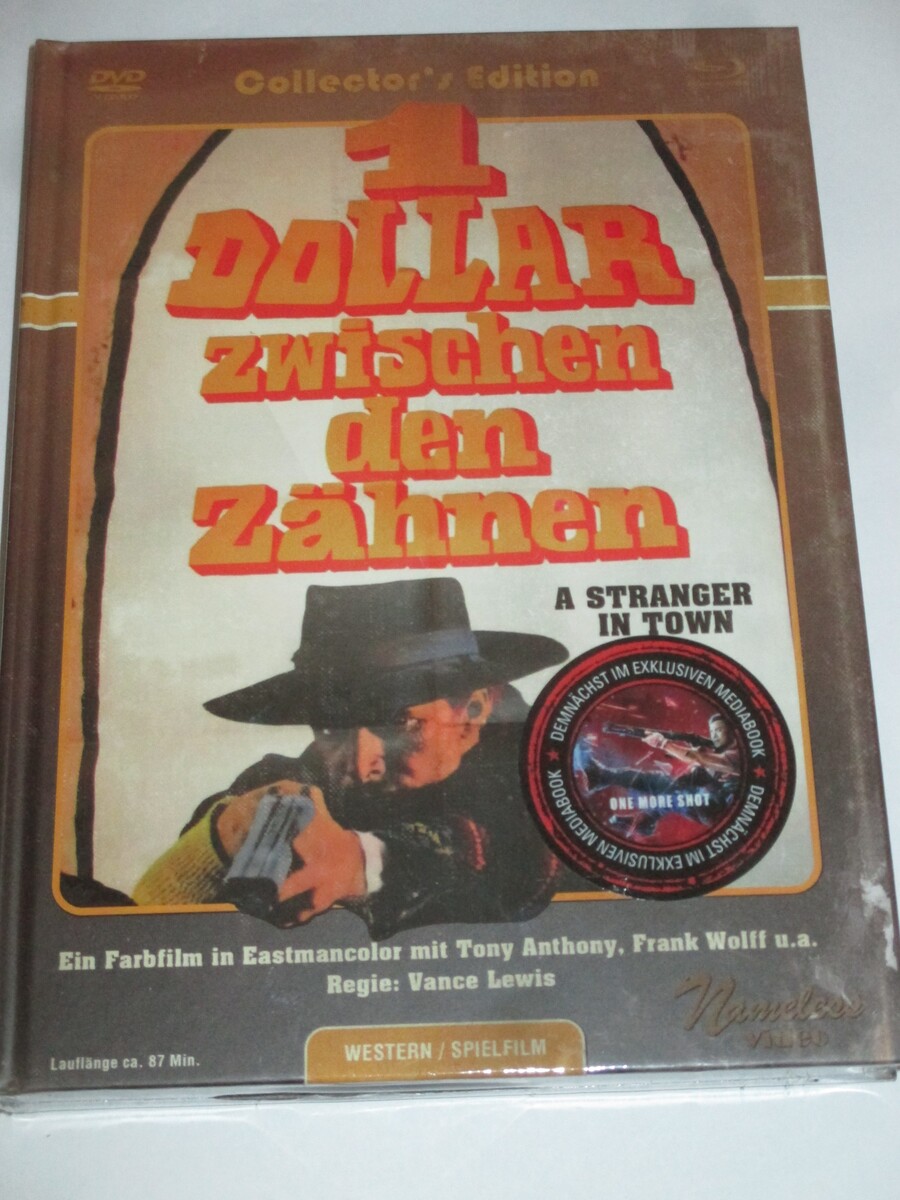 DVD
Collector's Edition
1
DOLLAR
zwischen
den
Zähnen
A STRANGER
IN TOWN
DEMNÄCHST IM EXKLUSIVEN MEDIABOOK ★ DEMNÄCHST IM EXKLUSIVEN MEDIABOOK ★
ONE MORE SHOT
Ein Farbfilm in Eastmancolor mit Tony Anthony, Frank Wolff u.a.
Regie: Vance Lewis
Nameless
VIDEO
Lauflänge ca. 87 Min.
WESTERN / SPIELFILM